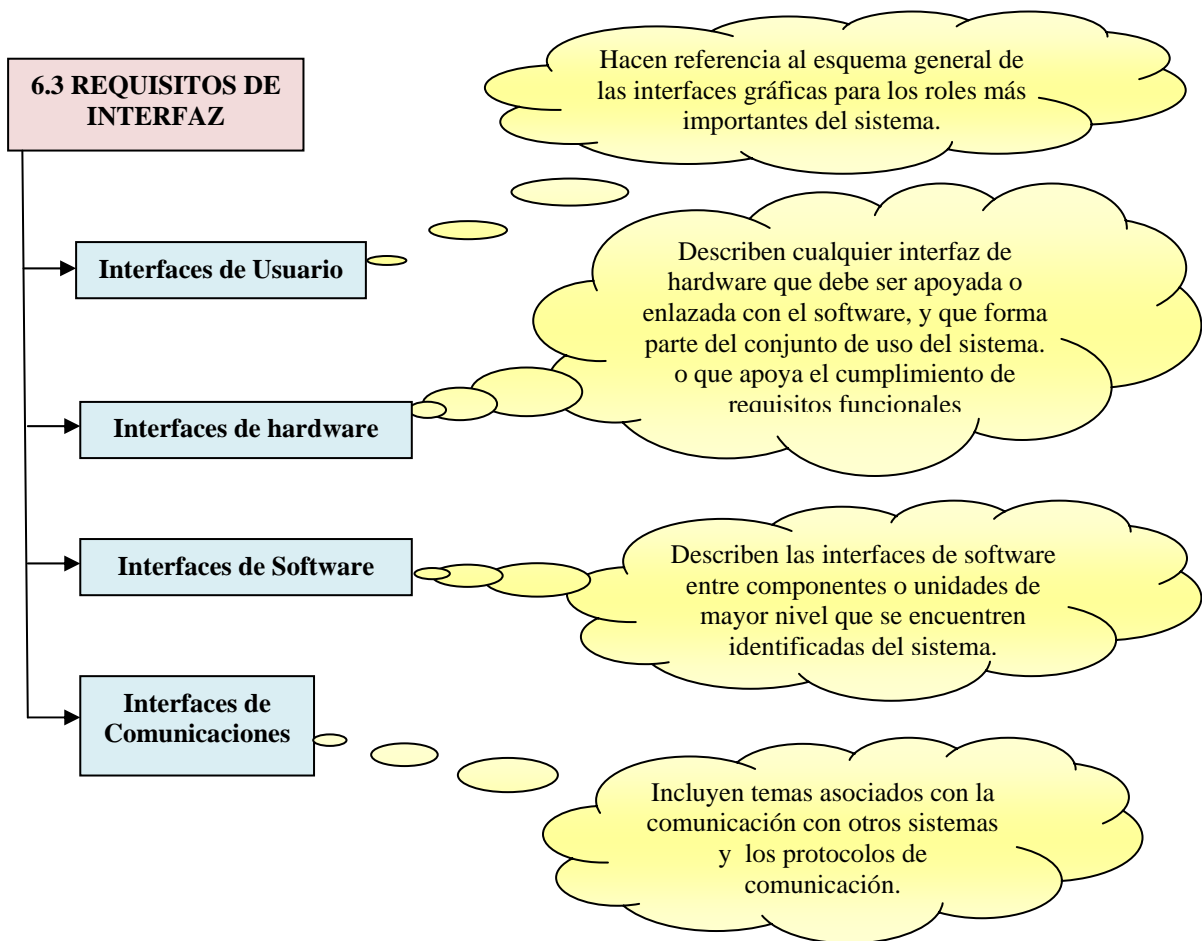 6.3 REQUISITOS DE
INTERFAZ
Hacen referencia al esquema general de
las interfaces gráficas para los roles más
importantes del sistema.
Interfaces de Usuario
Describen cualquier interfaz de
hardware que debe ser apoyada o
enlazada con el software, y que forma
parte del conjunto de uso del sistema.
o que apoya el cumplimiento de
requisitos funcionales
Interfaces de hardware
Describen las interfaces de software
entre componentes o unidades de
mayor nivel que se encuentren
identificadas del sistema.
Interfaces de Software
Interfaces de
Comunicaciones
Incluyen temas asociados con la
comunicación con otros sistemas
y los protocolos de
comunicación.